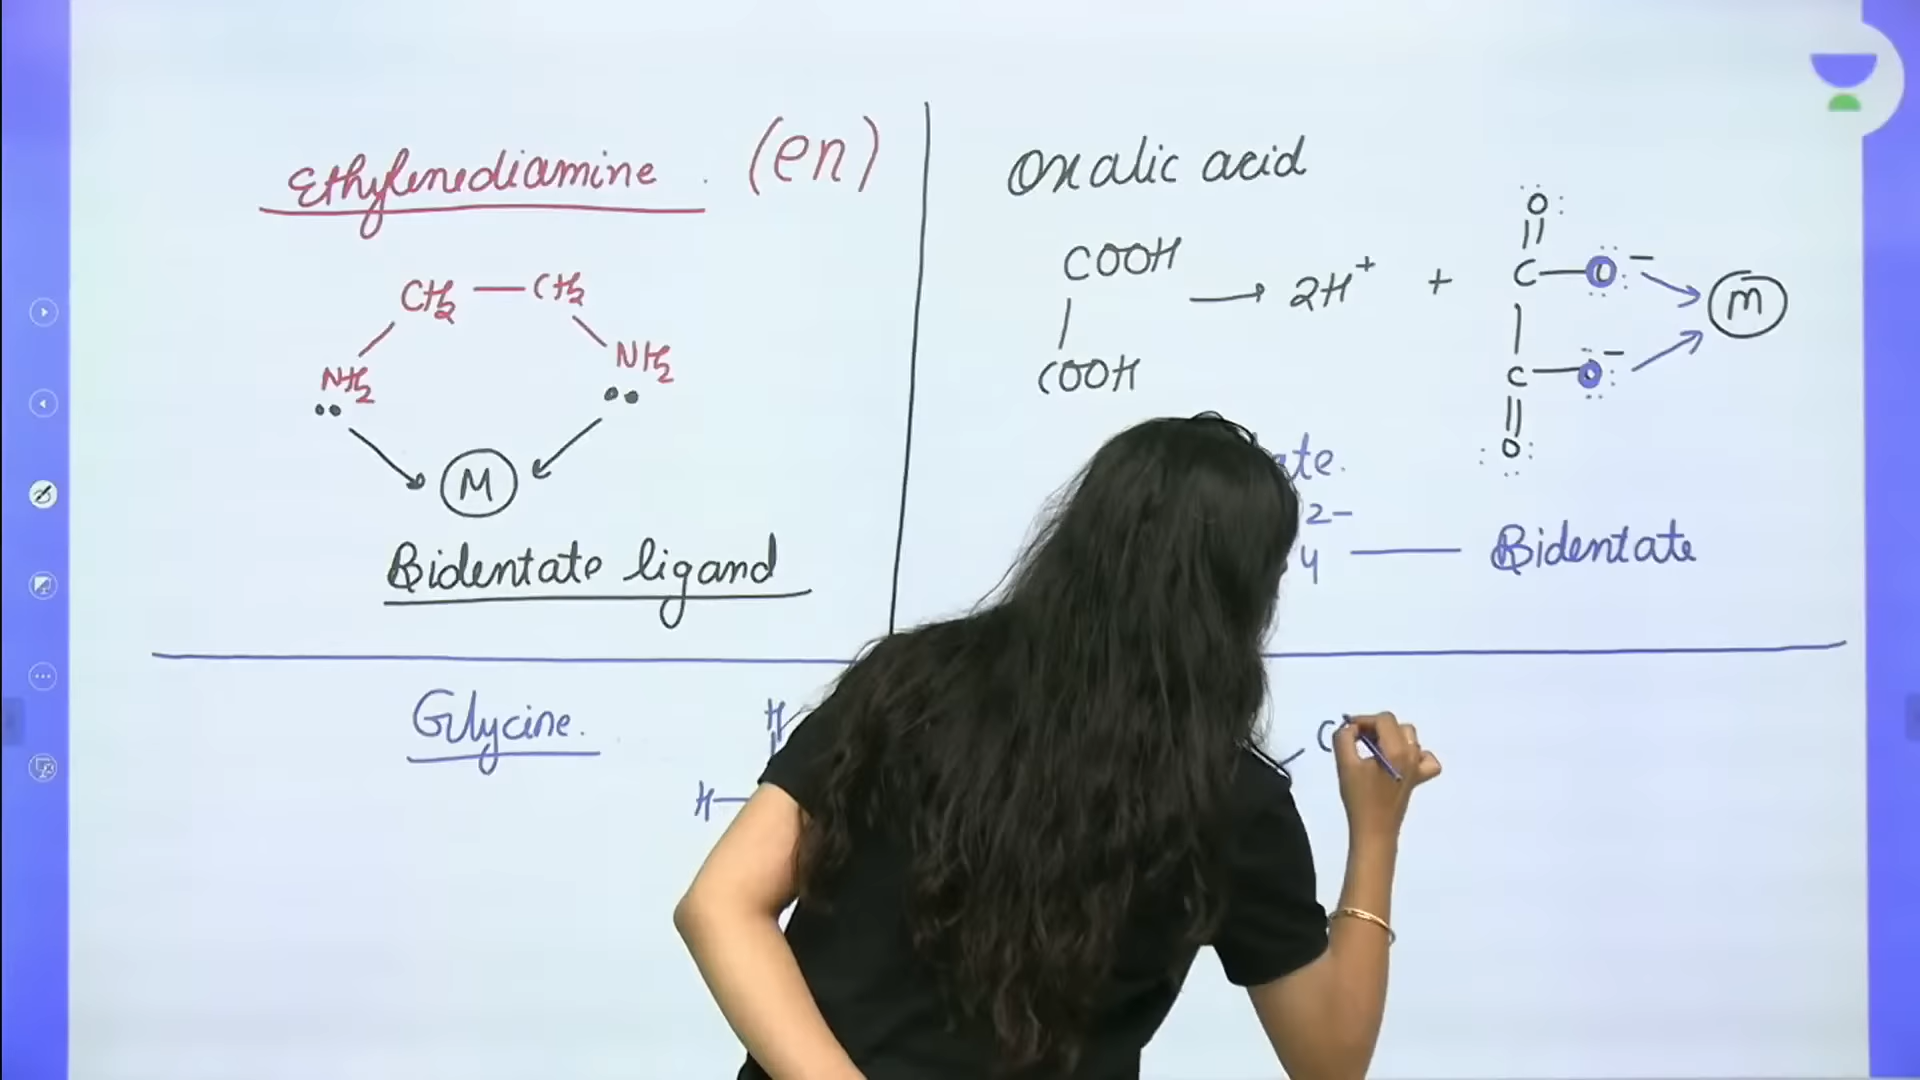 Ethylenediamine (en)
CH2 — CH2
NH2 NH2
M
Bidentate ligand
Oxalic acid
COOH
COOH
→ 2H+ +
O
C — O−
C — O−
O
M
2−
4 — Bidentate
Glycine.
H
H —
C